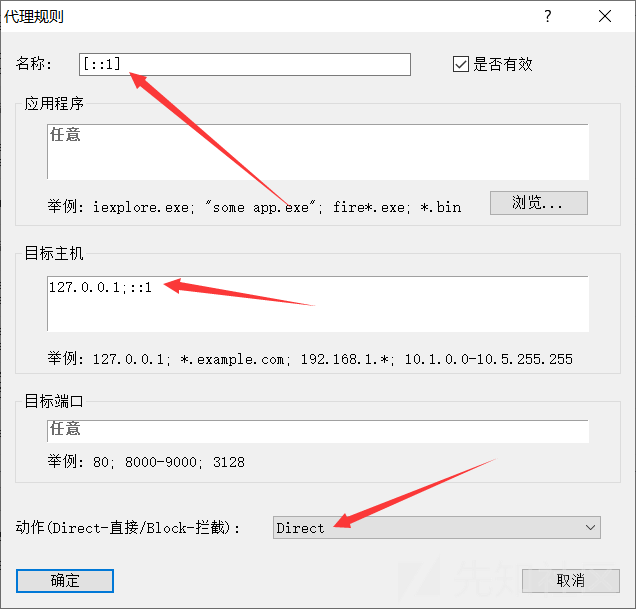 代理规则
名称: [::1] 是否有效
应用程序
任意
举例: iexplore.exe; "some app.exe"; fire*.exe; *.bin 浏览...
目标主机
127.0.0.1;::1
举例: 127.0.0.1; *.example.com; 192.168.1.*; 10.1.0.0-10.5.255.255
目标端口
任意
举例: 80; 8000-9000; 3128
动作(Direct-直接/Block-拦截): Direct
确定 取消